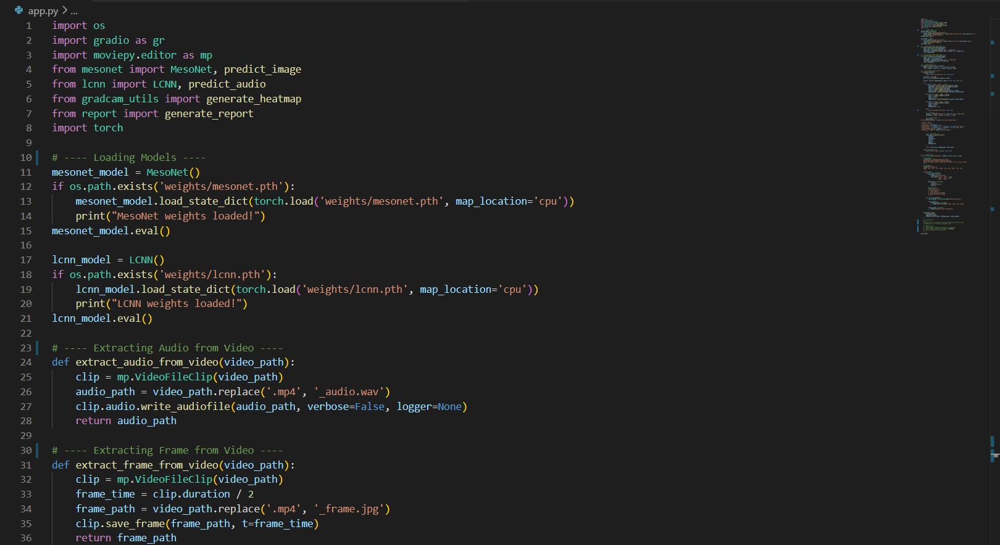 app.py > ...
1 import os
2 import gradio as gr
3 import moviepy.editor as mp
4 from mesonet import MesoNet, predict_image
5 from lcnn import LCNN, predict_audio
6 from gradcam_utils import generate_heatmap
7 from report import generate_report
8 import torch
9
10 # ---- Loading Models ----
11 mesonet_model = MesoNet()
12 if os.path.exists('weights/mesonet.pth'):
13     mesonet_model.load_state_dict(torch.load('weights/mesonet.pth', map_location='cpu'))
14     print("MesoNet weights loaded!")
15 mesonet_model.eval()
16
17 lcnn_model = LCNN()
18 if os.path.exists('weights/lcnn.pth'):
19     lcnn_model.load_state_dict(torch.load('weights/lcnn.pth', map_location='cpu'))
20     print("LCNN weights loaded!")
21 lcnn_model.eval()
22
23 # ---- Extracting Audio from Video ----
24 def extract_audio_from_video(video_path):
25     clip = mp.VideoFileClip(video_path)
26     audio_path = video_path.replace('.mp4', '_audio.wav')
27     clip.audio.write_audiofile(audio_path, verbose=False, logger=None)
28     return audio_path
29
30 # ---- Extracting Frame from Video ----
31 def extract_frame_from_video(video_path):
32     clip = mp.VideoFileClip(video_path)
33     frame_time = clip.duration / 2
34     frame_path = video_path.replace('.mp4', '_frame.jpg')
35     clip.save_frame(frame_path, t=frame_time)
36     return frame_path